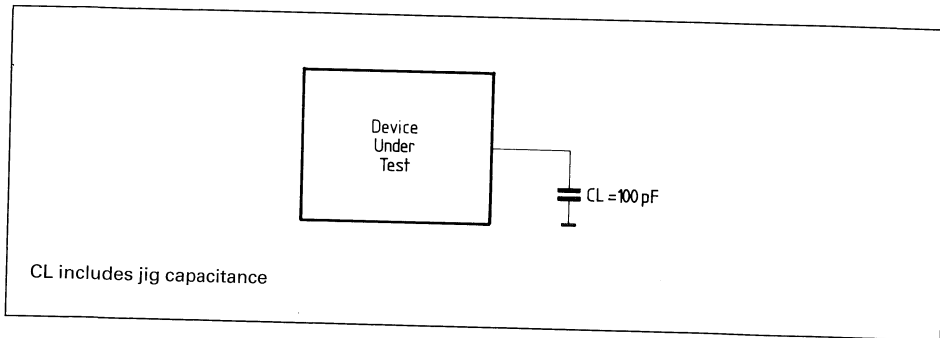 Device
Under
Test
CL =100 pF
CL includes jig capacitance